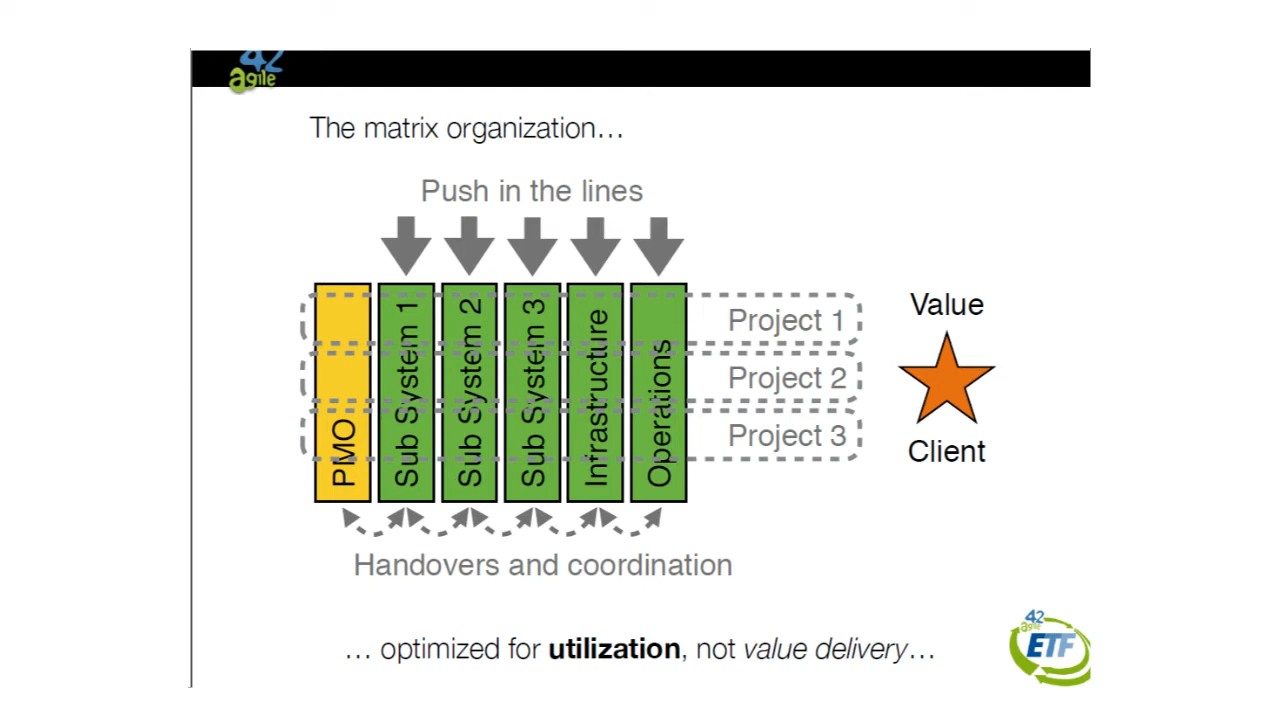 42
agile
The matrix organization…
Push in the lines
PMO
Sub System 1
Sub System 2
Sub System 3
Infrastructure
Operations
Project 1
Project 2
Project 3
Value
Client
Handovers and coordination
… optimized for utilization, not value delivery…
42
agile
ETF